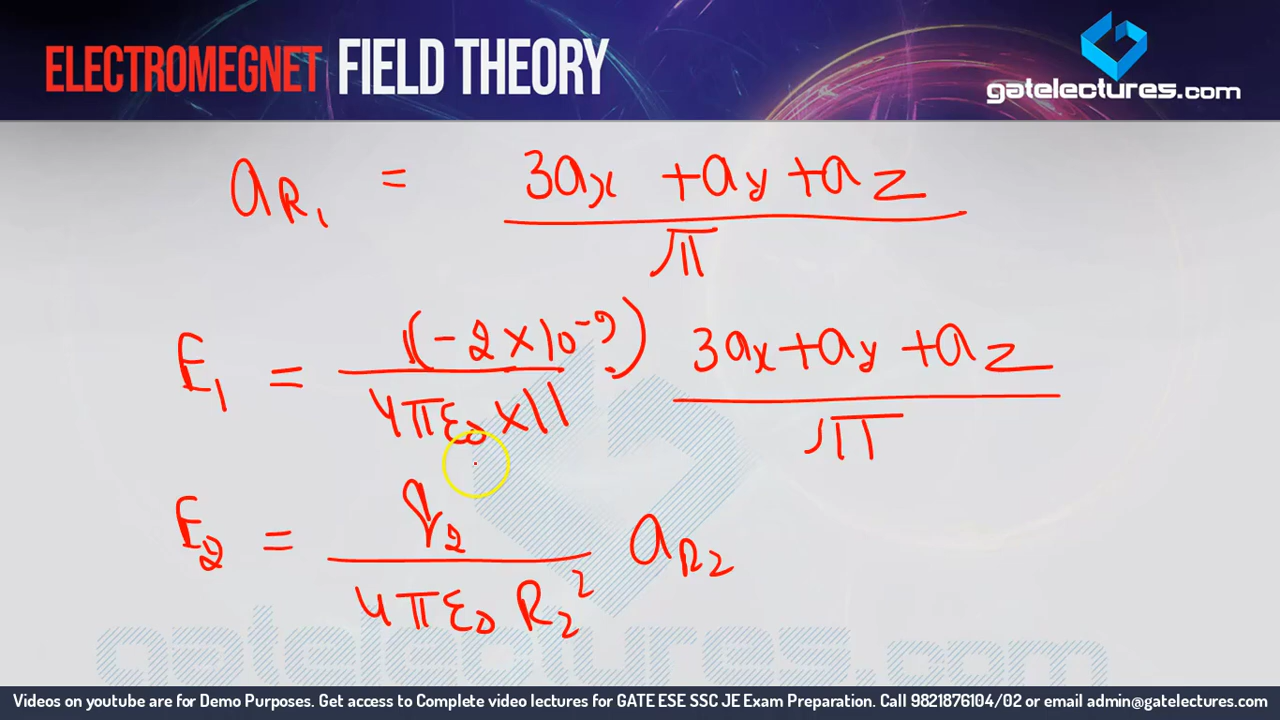 ELECTROMEGNET FIELD THEORY
gatelectures.com
aR₁ = 3ax + ay + az / √11
E₁ = (-2 × 10⁻⁹) / 4πε₀ × 11 3ax + ay + az / √11
E₂ = q₂ / 4πε₀ R₂² aR₂
gatelectures.com
Videos on youtube are for Demo Purposes. Get access to Complete video lectures for GATE ESE SSC JE Exam Preparation. Call 9821876104/02 or email admin@gatelectures.com